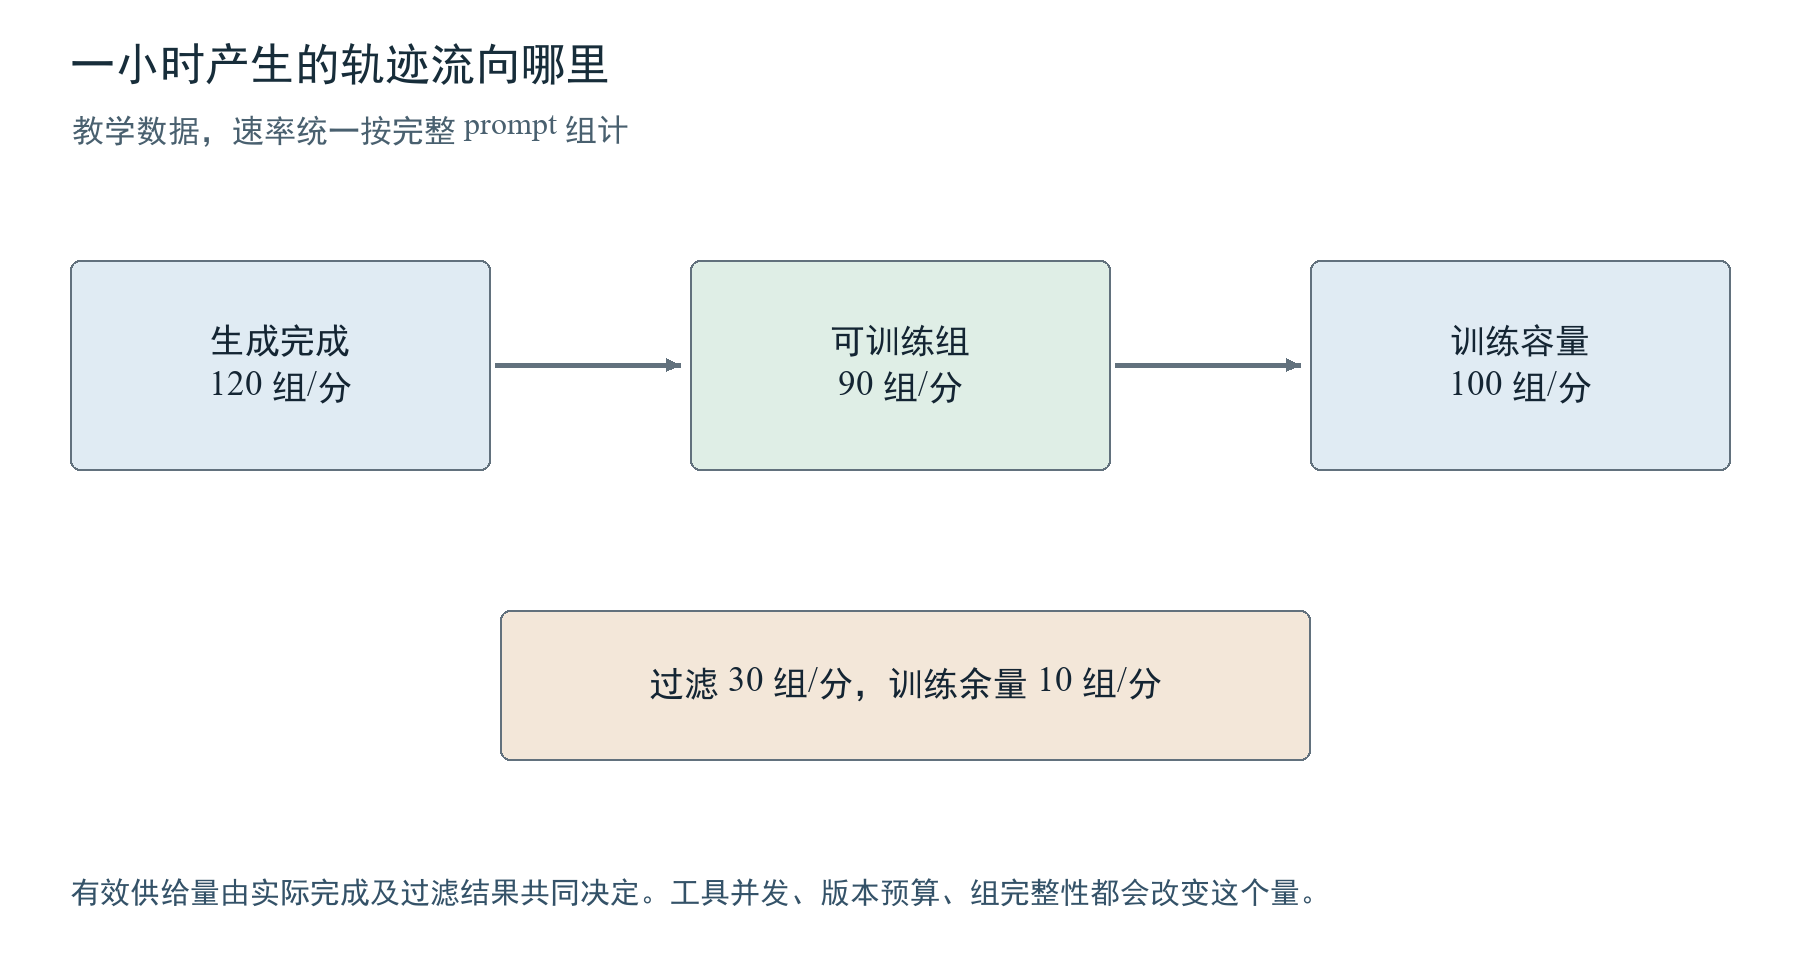 一小时产生的轨迹流向哪里
教学数据，速率统一按完整 prompt 组计
生成完成
120 组/分
可训练组
90 组/分
训练容量
100 组/分
过滤 30 组/分，训练余量 10 组/分
有效供给量由实际完成及过滤结果共同决定。工具并发、版本预算、组完整性都会改变这个量。